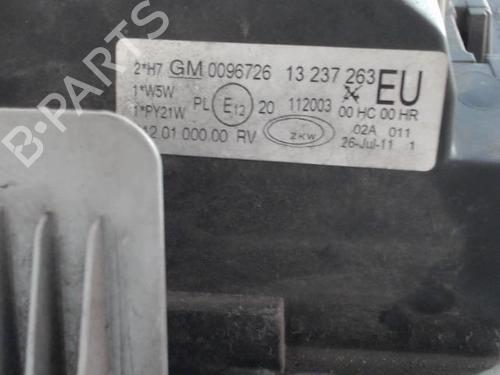 2*H7 GM 0096726 13 237 263 EU
1*W5W
1*PY21W PL E12 20 112003 00 HC 00 HR
12 01 000 00 RV ZKW 02A 011
26-Jul-11 1